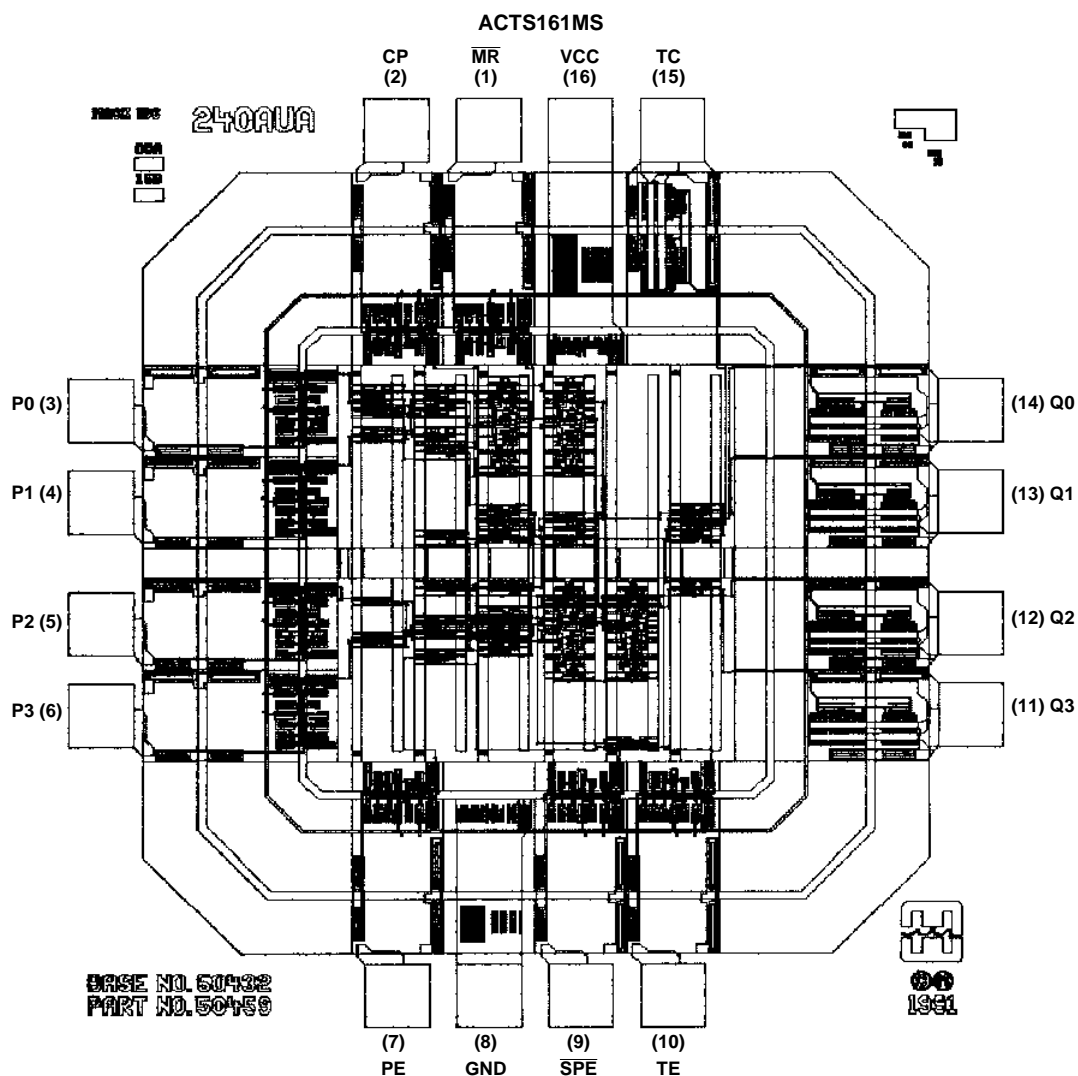 ACTS161MS
CP MR VCC TC
(2) (1) (16) (15)
240AUA
P0 (3)
(14) Q0
P1 (4)
(13) Q1
P2 (5)
(12) Q2
P3 (6)
(11) Q3
BASE NO. 50432
PART NO. 50459
1991
(7) (8) (9) (10)
PE GND SPE TE